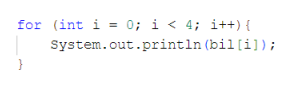 for (int i = 0; i < 4; i++){
    System.out.println(bil[i]);
}